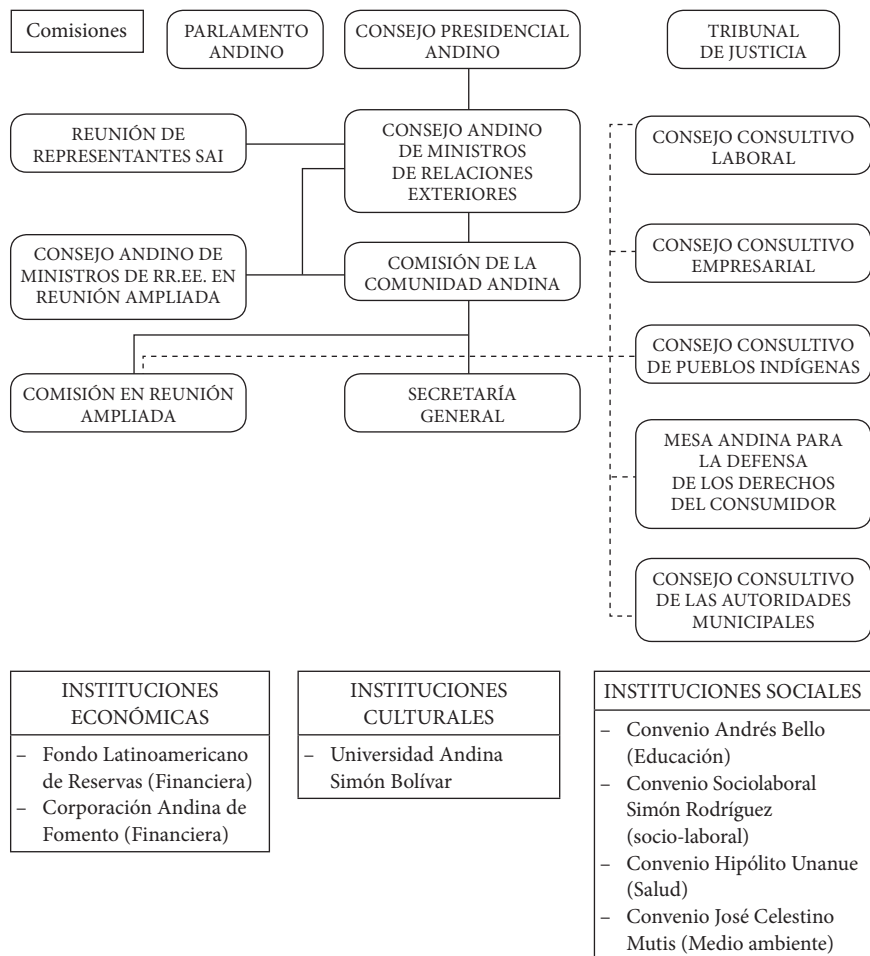 Comisiones
PARLAMENTO
ANDINO
CONSEJO PRESIDENCIAL
ANDINO
TRIBUNAL
DE JUSTICIA
REUNIÓN DE
REPRESENTANTES SAI
CONSEJO ANDINO
DE MINISTROS
DE RELACIONES
EXTERIORES
CONSEJO CONSULTIVO
LABORAL
CONSEJO ANDINO DE
MINISTROS DE RR.EE. EN
REUNIÓN AMPLIADA
COMISIÓN DE LA
COMUNIDAD ANDINA
CONSEJO CONSULTIVO
EMPRESARIAL
COMISIÓN EN REUNIÓN
AMPLIADA
SECRETARÍA
GENERAL
CONSEJO CONSULTIVO
DE PUEBLOS INDÍGENAS
MESA ANDINA PARA
LA DEFENSA
DE LOS DERECHOS
DEL CONSUMIDOR
CONSEJO CONSULTIVO
DE LAS AUTORIDADES
MUNICIPALES
INSTITUCIONES
ECONÓMICAS
– Fondo Latinoamericano
de Reservas (Financiera)
– Corporación Andina de
Fomento (Financiera)
INSTITUCIONES
CULTURALES
– Universidad Andina
Simón Bolívar
INSTITUCIONES SOCIALES
– Convenio Andrés Bello
(Educación)
– Convenio Sociolaboral
Simón Rodríguez
(socio-laboral)
– Convenio Hipólito Unanue
(Salud)
– Convenio José Celestino
Mutis (Medio ambiente)